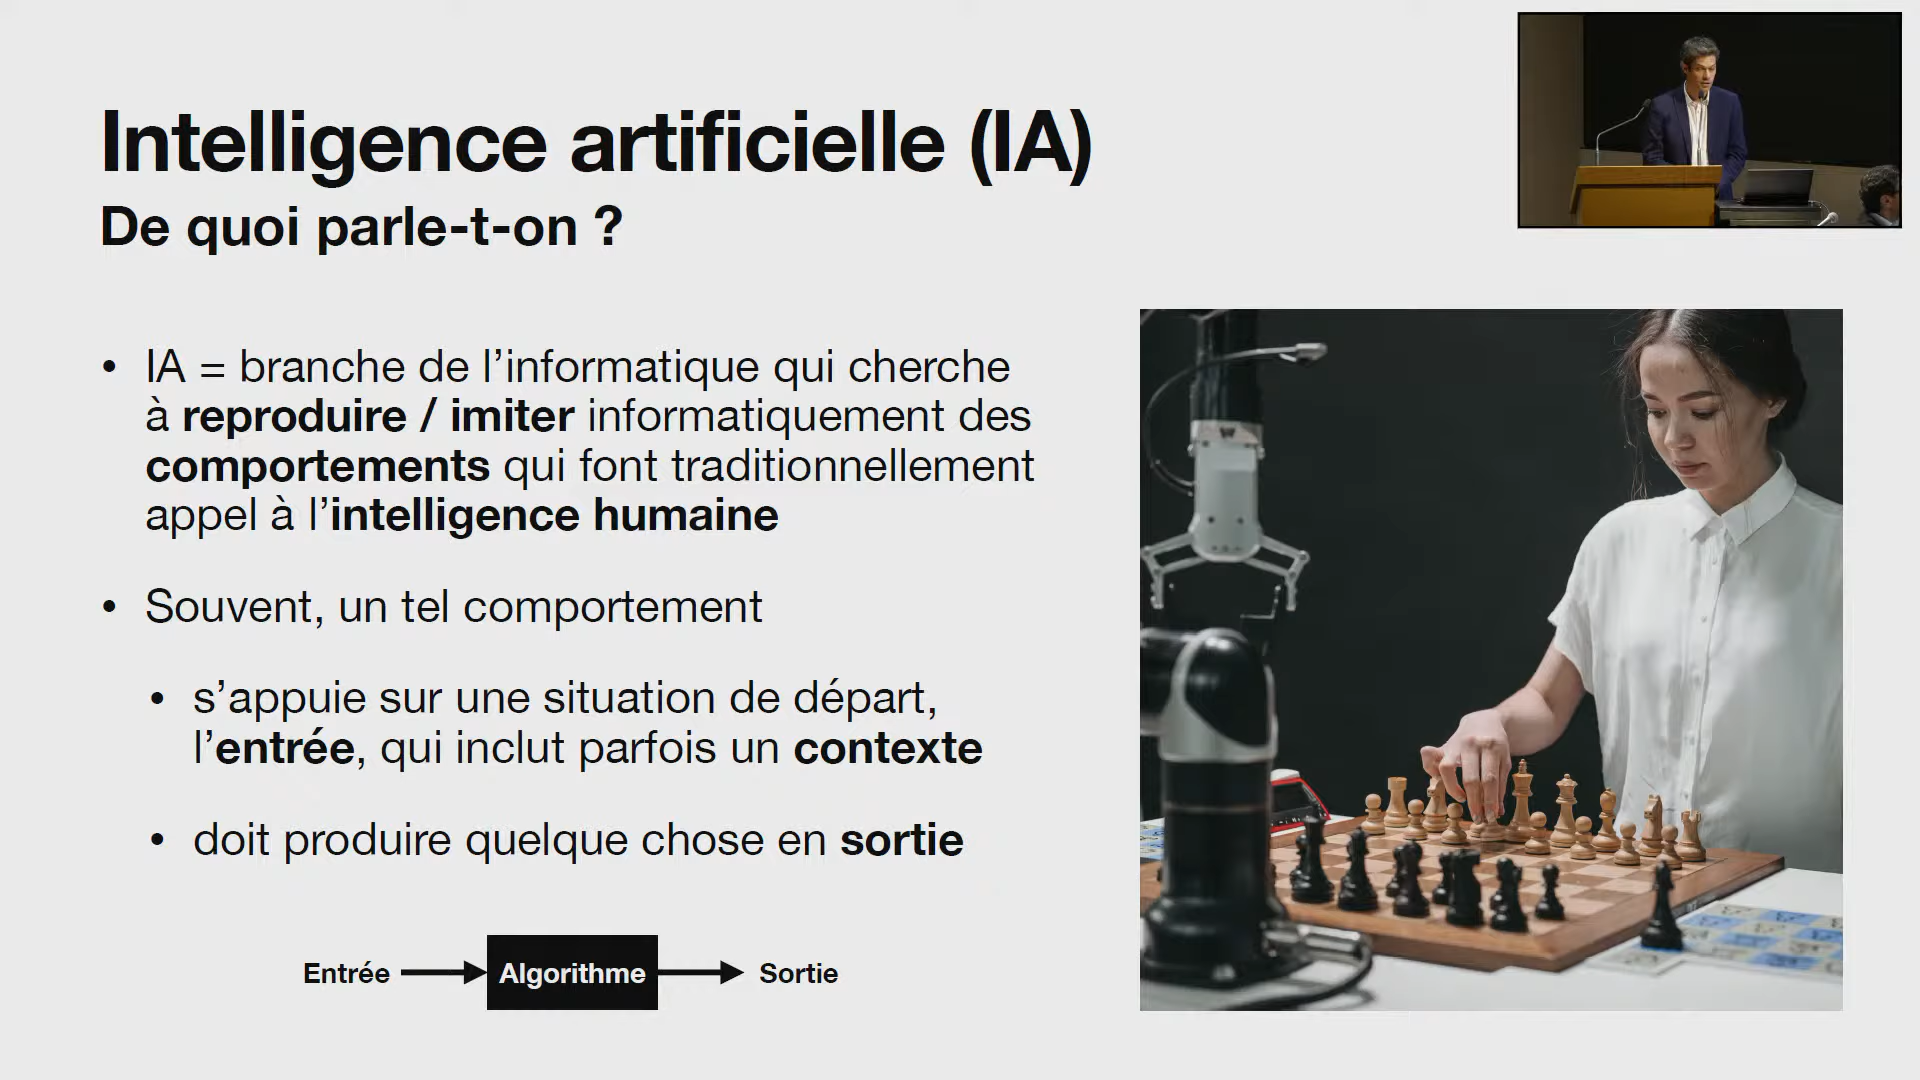 Intelligence artificielle (IA)
De quoi parle-t-on ?
• IA = branche de l’informatique qui cherche
à reproduire / imiter informatiquement des
comportements qui font traditionnellement
appel à l’intelligence humaine
• Souvent, un tel comportement
• s’appuie sur une situation de départ,
l’entrée, qui inclut parfois un contexte
• doit produire quelque chose en sortie
Entrée
Algorithme
Sortie